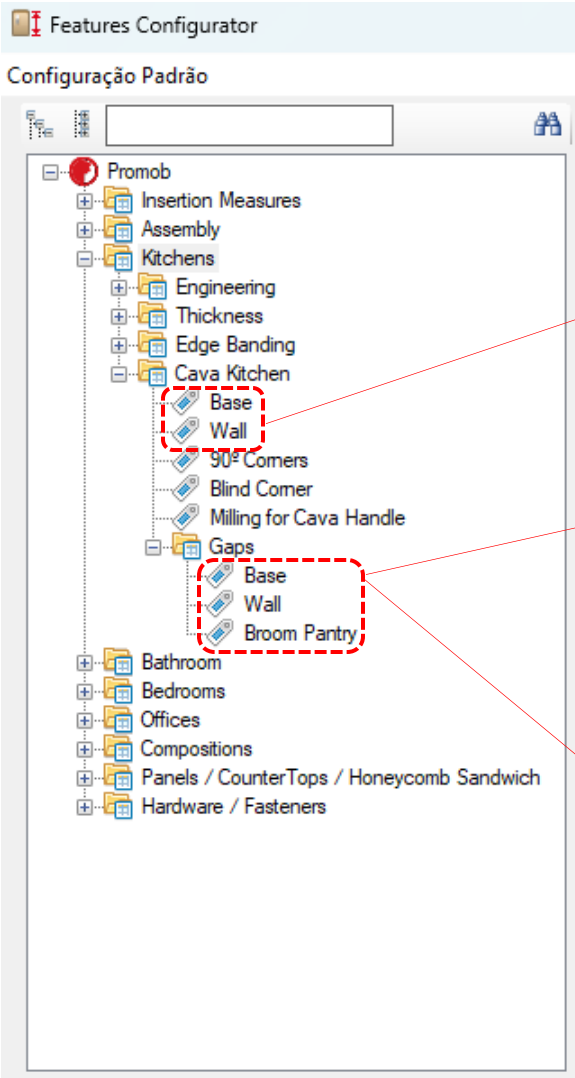 Features Configurator
Configuração Padrão
Promob
Insertion Measures
Assembly
Kitchens
Engineering
Thickness
Edge Banding
Cava Kitchen
Base
Wall
90º Corners
Blind Corner
Milling for Cava Handle
Gaps
Base
Wall
Broom Pantry
Bathroom
Bedrooms
Offices
Compositions
Panels / CounterTops / Honeycomb Sandwich
Hardware / Fasteners